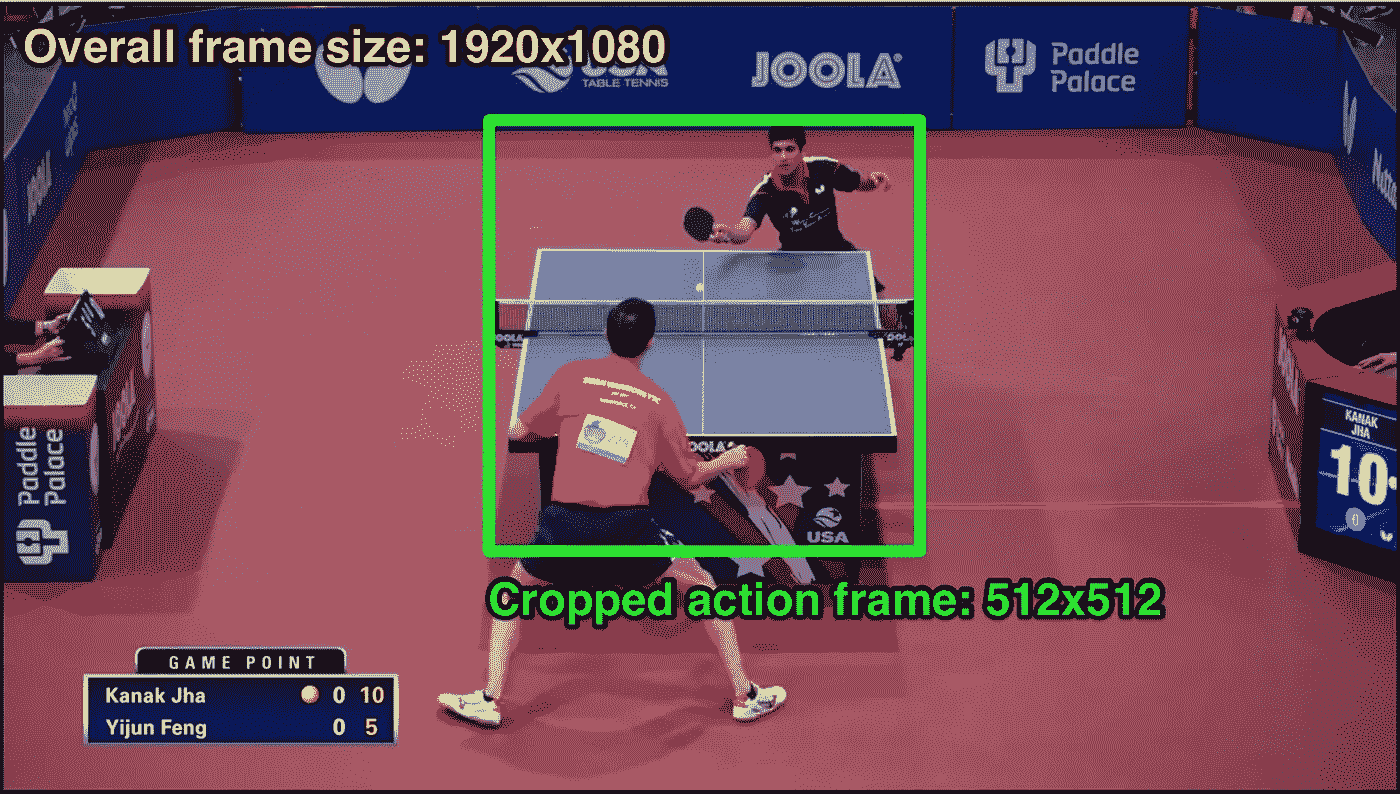 Overall frame size: 1920x1080
USA
TABLE TENNIS
JOOLA
Paddle
Palace
Paddle
Palace
JOOLA
USA
KANAK
JHA
10
Cropped action frame: 512x512
GAME POINT
Kanak Jha 0 10
Yijun Feng 0 5